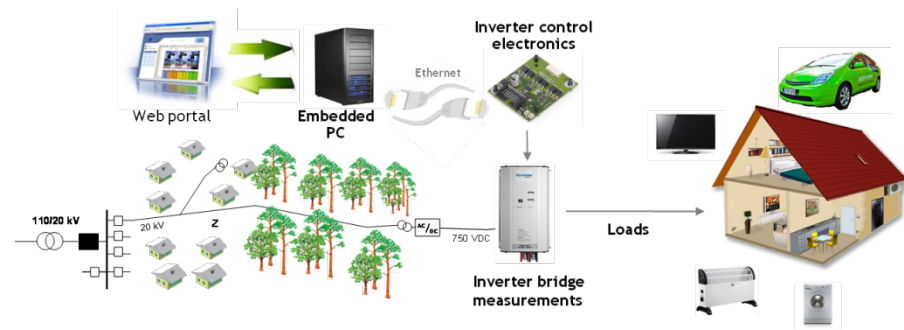 Inverter control
electronics
Ethernet
Web portal
Embedded
PC
110/20 kV
20 kV
Z
AC/DC
750 VDC
Loads
Inverter bridge
measurements